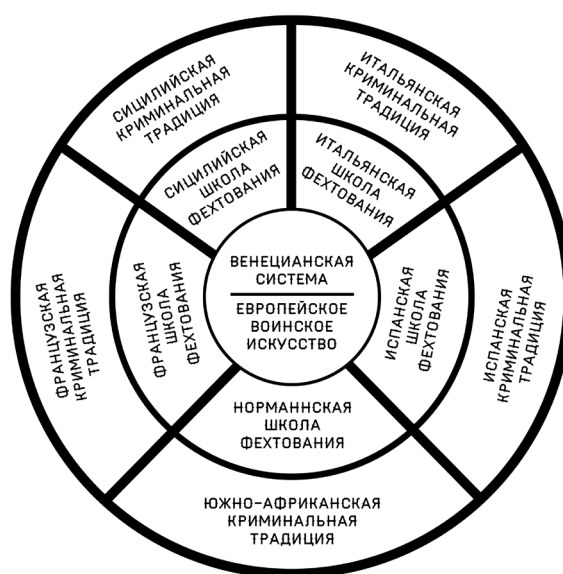 СИЦИЛИЙСКАЯ
КРИМИНАЛЬНАЯ
ТРАДИЦИЯ
ИТАЛЬЯНСКАЯ
КРИМИНАЛЬНАЯ
ТРАДИЦИЯ
СИЦИЛИЙСКАЯ
ШКОЛА
ФЕХТОВАНИЯ
ИТАЛЬЯНСКАЯ
ШКОЛА
ФЕХТОВАНИЯ
ФРАНЦУЗСКАЯ
КРИМИНАЛЬНАЯ
ТРАДИЦИЯ
ФРАНЦУЗСКАЯ
ШКОЛА
ФЕХТОВАНИЯ
ВЕНЕЦИАНСКАЯ
СИСТЕМА
ЕВРОПЕЙСКОЕ
ВОИНСКОЕ
ИСКУССТВО
ИСПАНСКАЯ
ШКОЛА
ФЕХТОВАНИЯ
ИСПАНСКАЯ
КРИМИНАЛЬНАЯ
ТРАДИЦИЯ
НОРМАННСКАЯ
ШКОЛА
ФЕХТОВАНИЯ
ЮЖНО-АФРИКАНСКАЯ
КРИМИНАЛЬНАЯ
ТРАДИЦИЯ